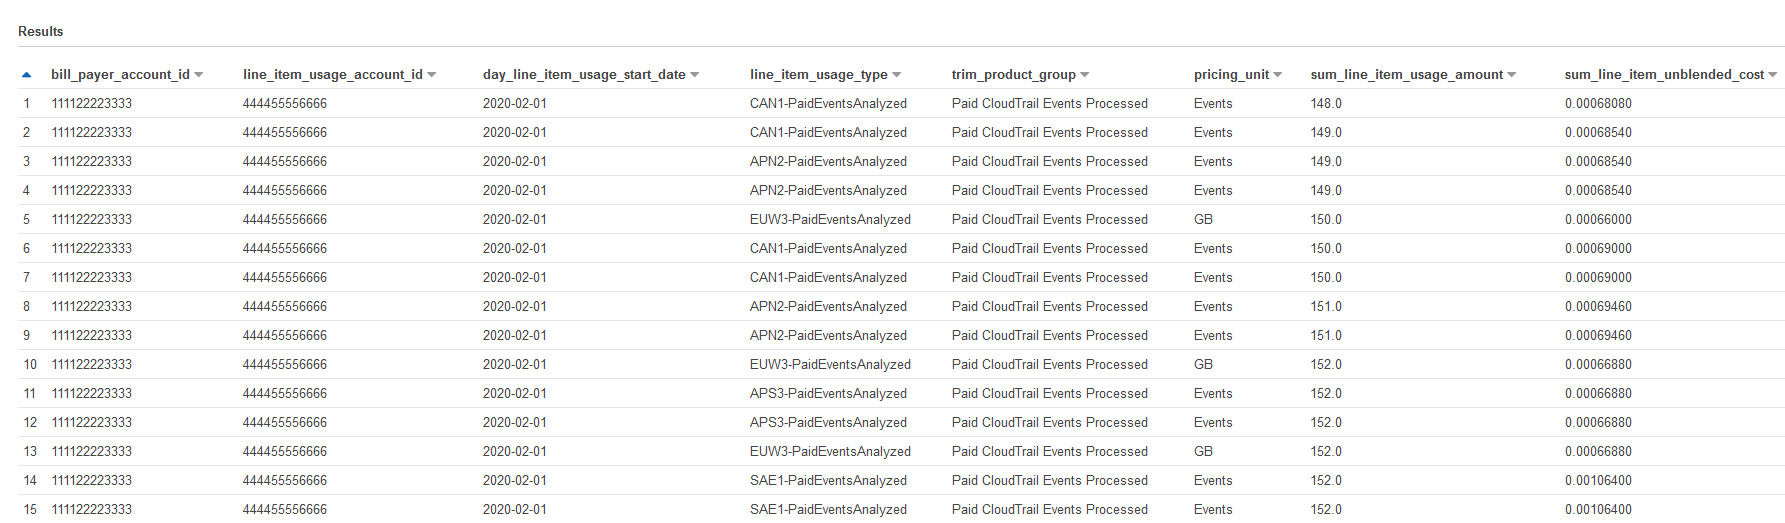 Results
bill_payer_account_id line_item_usage_account_id day_line_item_usage_start_date line_item_usage_type trim_product_group pricing_unit sum_line_item_usage_amount sum_line_item_unblended_cost
1 111122223333 444455556666 2020-02-01 CAN1-PaidEventsAnalyzed Paid CloudTrail Events Processed Events 148.0 0.00068080
2 111122223333 444455556666 2020-02-01 CAN1-PaidEventsAnalyzed Paid CloudTrail Events Processed Events 149.0 0.00068540
3 111122223333 444455556666 2020-02-01 APN2-PaidEventsAnalyzed Paid CloudTrail Events Processed Events 149.0 0.00068540
4 111122223333 444455556666 2020-02-01 APN2-PaidEventsAnalyzed Paid CloudTrail Events Processed Events 149.0 0.00068540
5 111122223333 444455556666 2020-02-01 EUW3-PaidEventsAnalyzed Paid CloudTrail Events Processed GB 150.0 0.00066000
6 111122223333 444455556666 2020-02-01 CAN1-PaidEventsAnalyzed Paid CloudTrail Events Processed Events 150.0 0.00069000
7 111122223333 444455556666 2020-02-01 CAN1-PaidEventsAnalyzed Paid CloudTrail Events Processed Events 150.0 0.00069000
8 111122223333 444455556666 2020-02-01 APN2-PaidEventsAnalyzed Paid CloudTrail Events Processed Events 151.0 0.00069460
9 111122223333 444455556666 2020-02-01 APN2-PaidEventsAnalyzed Paid CloudTrail Events Processed Events 151.0 0.00069460
10 111122223333 444455556666 2020-02-01 EUW3-PaidEventsAnalyzed Paid CloudTrail Events Processed GB 152.0 0.00066880
11 111122223333 444455556666 2020-02-01 APS3-PaidEventsAnalyzed Paid CloudTrail Events Processed Events 152.0 0.00066880
12 111122223333 444455556666 2020-02-01 APS3-PaidEventsAnalyzed Paid CloudTrail Events Processed Events 152.0 0.00066880
13 111122223333 444455556666 2020-02-01 EUW3-PaidEventsAnalyzed Paid CloudTrail Events Processed GB 152.0 0.00066880
14 111122223333 444455556666 2020-02-01 SAE1-PaidEventsAnalyzed Paid CloudTrail Events Processed Events 152.0 0.00106400
15 111122223333 444455556666 2020-02-01 SAE1-PaidEventsAnalyzed Paid CloudTrail Events Processed Events 152.0 0.00106400